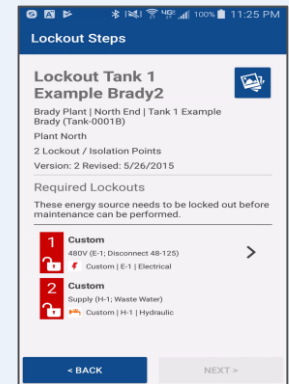 100% 11:25 PM
Lockout Steps
Lockout Tank 1
Example Brady2
Brady Plant | North End | Tank 1 Example
Brady (Tank-0001B)
Plant North
2 Lockout / Isolation Points
Version: 2 Revised: 5/26/2015
Required Lockouts
These energy source needs to be locked out before
maintenance can be performed.
1 Custom
480V (E-1; Disconnect 48-125)
Custom | E-1 | Electrical
2 Custom
Supply (H-1; Waste Water)
Custom | H-1 | Hydraulic
< BACK NEXT >